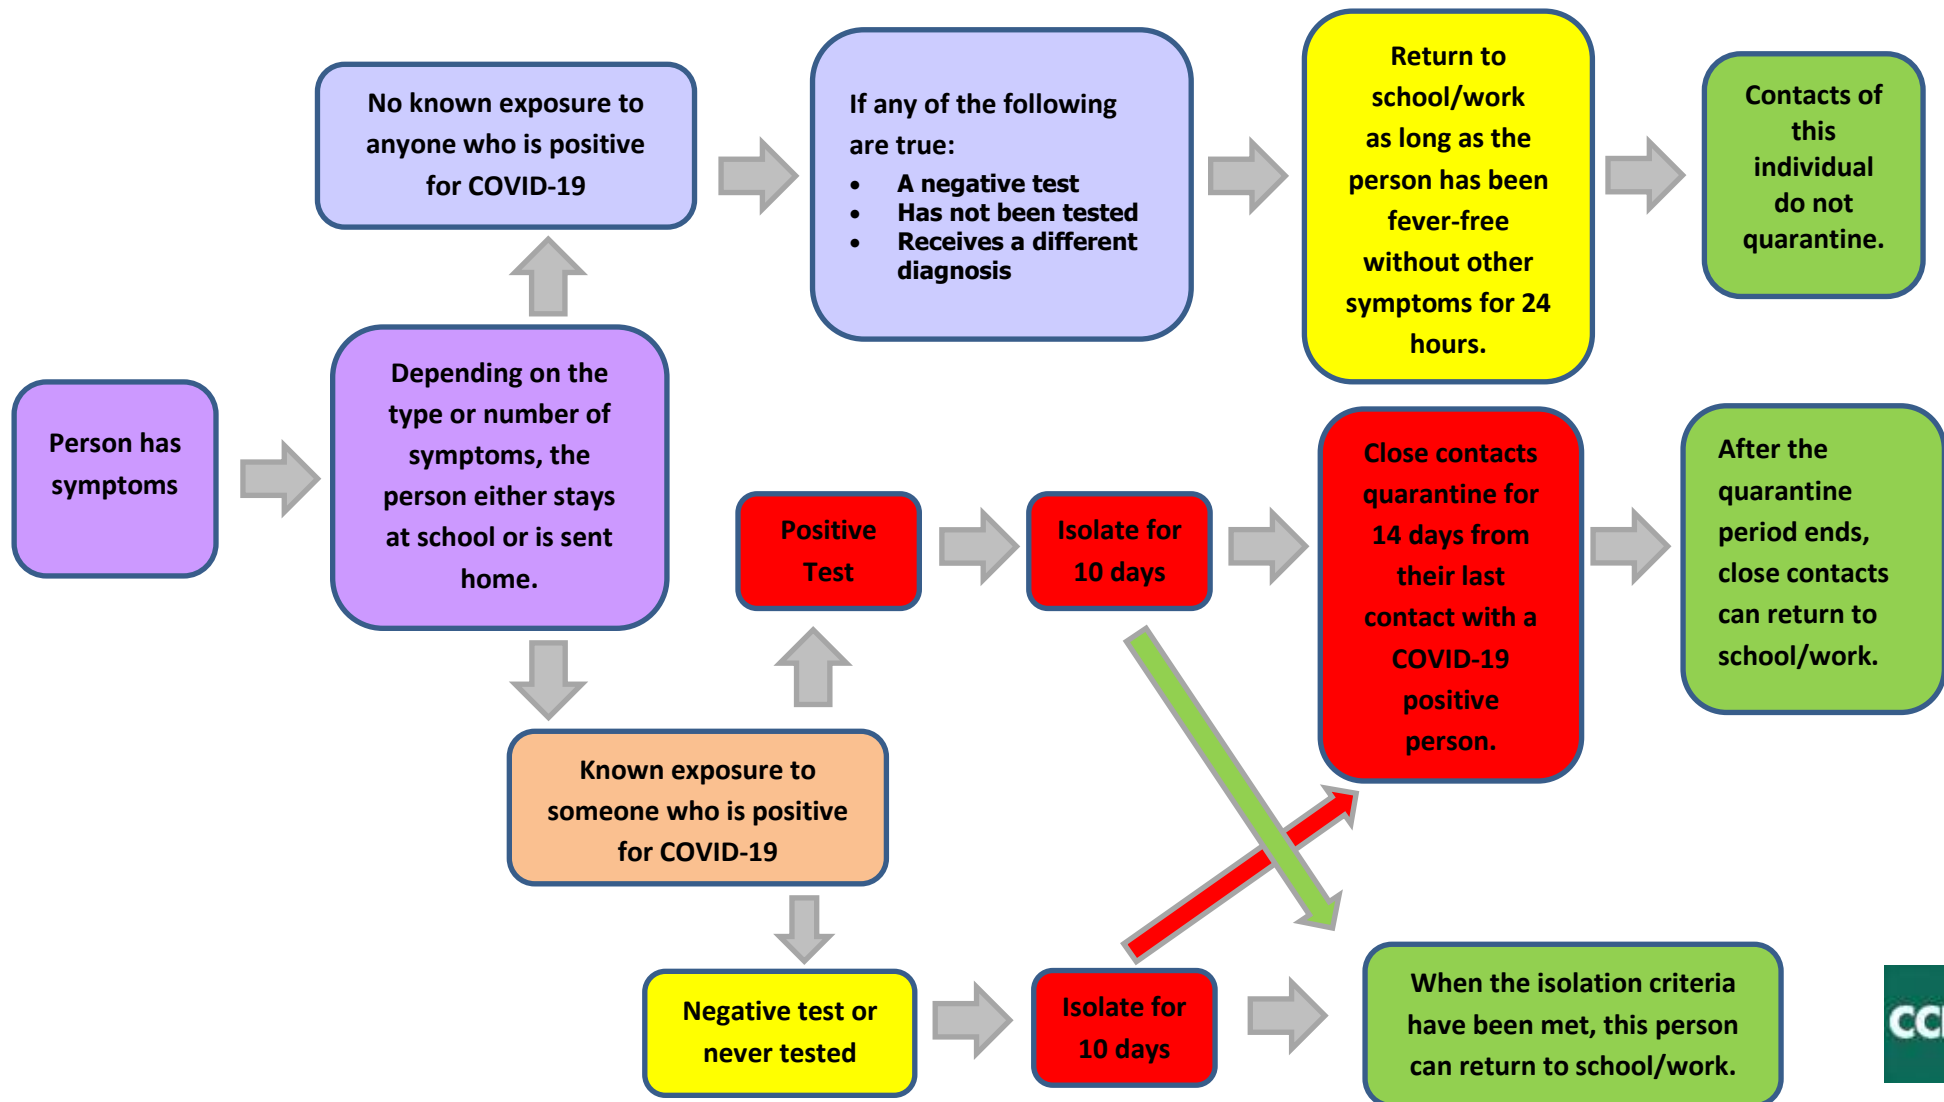 No known exposure to
anyone who is positive
for COVID-19
If any of the following
are true:
• A negative test
• Has not been tested
• Receives a different
diagnosis
Return to
school/work
as long as the
person has been
fever-free
without other
symptoms for 24
hours.
Contacts of
this
individual
do not
quarantine.
Person has
symptoms
Depending on the
type or number of
symptoms, the
person either stays
at school or is sent
home.
Positive
Test
Isolate for
10 days
Close contacts
quarantine for
14 days from
their last
contact with a
COVID-19
positive
person.
After the
quarantine
period ends,
close contacts
can return to
school/work.
Known exposure to
someone who is positive
for COVID-19
Negative test or
never tested
Isolate for
10 days
When the isolation criteria
have been met, this person
can return to school/work.